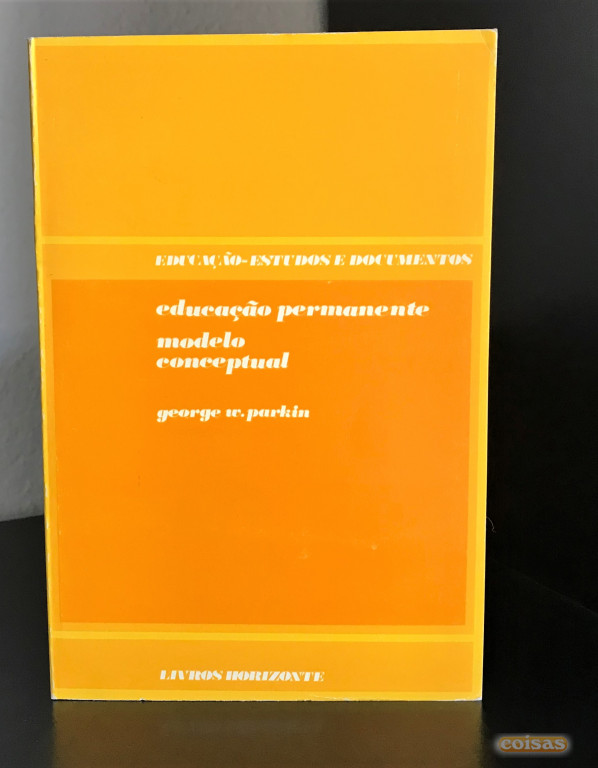 EDUCAÇÃO-ESTUDOS E DOCUMENTOS
educação permanente
modelo
conceptual
george w. parkin
LIVROS HORIZONTE
coisas